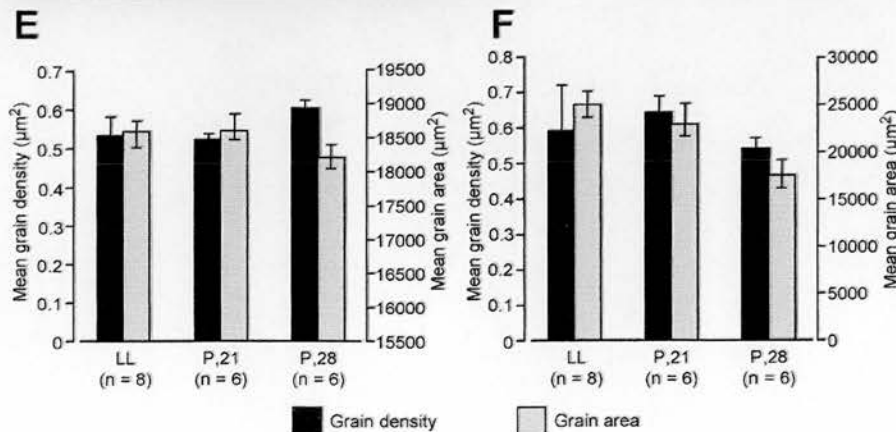 E
F
Mean grain density (µm²)
0.7
0.6
0.5
0.4
0.3
0.2
0.1
0
19500
19000
18500
18000
17500
17000
16500
16000
15500
Mean grain area (µm²)
LL
(n = 8)
P,21
(n = 6)
P,28
(n = 6)
Mean grain density (µm²)
0.8
0.7
0.6
0.5
0.4
0.3
0.2
0.1
0
30000
25000
20000
15000
10000
5000
0
Mean grain area (µm²)
LL
(n = 8)
P,21
(n = 6)
P,28
(n = 6)
Grain density
Grain area